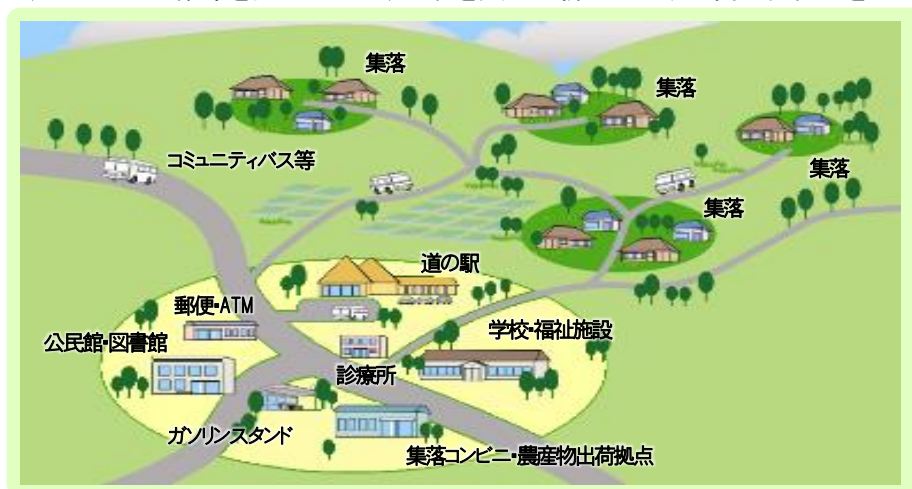 集落
集落
集落
コミュニティバス等
集落
道の駅
郵便・ATM
学校・福祉施設
公民館・図書館
診療所
ガソリンスタンド
集落コンビニ・農産物出荷拠点